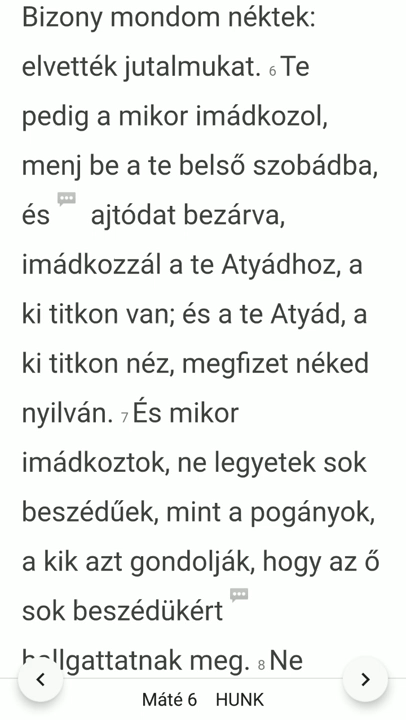 Bizony mondom néktek:
elvették jutalmukat. 6 Te
pedig a mikor imádkozol,
menj be a te belső szobádba,
és ajtódat bezárva,
imádkozzál a te Atyádhoz, a
ki titkon van; és a te Atyád, a
ki titkon néz, megfizet néked
nyilván. 7 És mikor
imádkoztok, ne legyetek sok
beszédűek, mint a pogányok,
a kik azt gondolják, hogy az ő
sok beszédükért
hallgattatnak meg. 8 Ne
Máté 6 HUNK